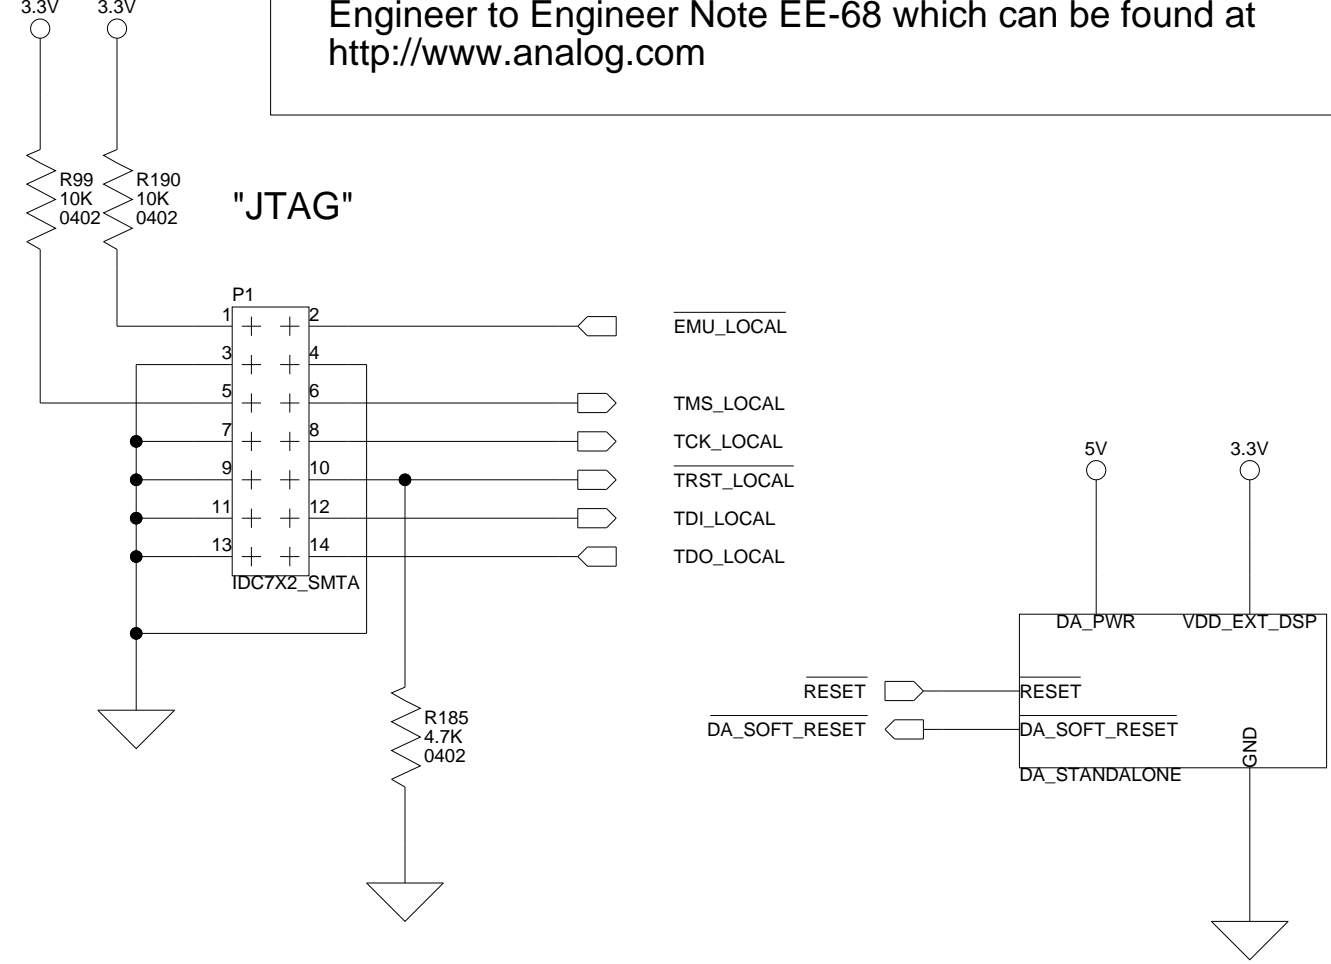 3.3V
3.3V
Engineer to Engineer Note EE-68 which can be found at
http://www.analog.com
R99
10K
0402
R190
10K
0402
"JTAG"
P1
1
2
EMU_LOCAL
3
4
5
6
TMS_LOCAL
7
8
TCK_LOCAL
9
10
TRST_LOCAL
11
12
TDI_LOCAL
13
14
TDO_LOCAL
IDC7X2_SMTA
R185
4.7K
0402
5V
3.3V
DA_PWR
VDD_EXT_DSP
RESET
RESET
DA_SOFT_RESET
DA_SOFT_RESET
GND
DA_STANDALONE